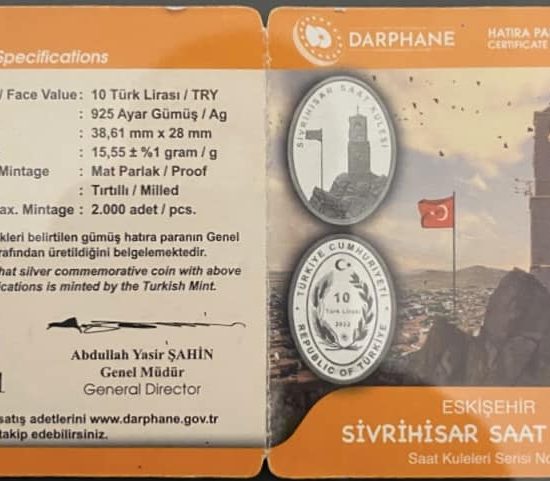 Specifications
/ Face Value : 10 Türk Lirası / TRY
: 925 Ayar Gümüş / Ag
: 38,61 mm x 28 mm
: 15,55 ± %1 gram / g
Mintage : Mat Parlak / Proof
: Tırtıllı / Milled
ax. Mintage : 2.000 adet / pcs.
kleri belirtilen gümüş hatıra paranın Genel
rafından üretildiğini belgelemektedir.
hat silver commemorative coin with above
ications is minted by the Turkish Mint.
Abdullah Yasir ŞAHİN
Genel Müdür
General Director
satış adetlerini www.darphane.gov.tr
takip edebilirsiniz.
DARPHANE
HATIRA PA
CERTIFICATE
SİVRİHİSAR SAAT KULESİ
TÜRKİYE CUMHURİYETİ
10
Türk Lirası
2022
REPUBLIC OF TÜRKİYE
ESKİŞEHİR
SİVRİHİSAR SAAT
Saat Kuleleri Serisi No